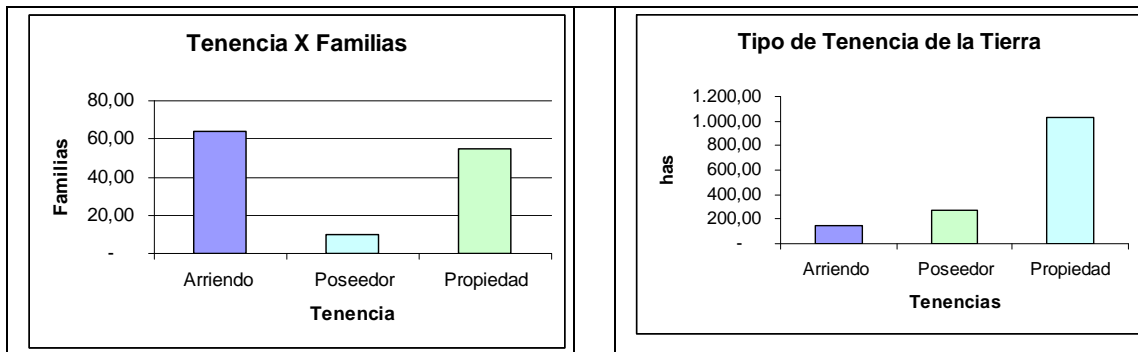 Tenencia X Familias
80,00
60,00
40,00
20,00
-
Familias
Arriendo Poseedor Propiedad
Tenencia
Tipo de Tenencia de la Tierra
1.200,00
1.000,00
800,00
600,00
400,00
200,00
-
has
Arriendo Poseedor Propiedad
Tenencias